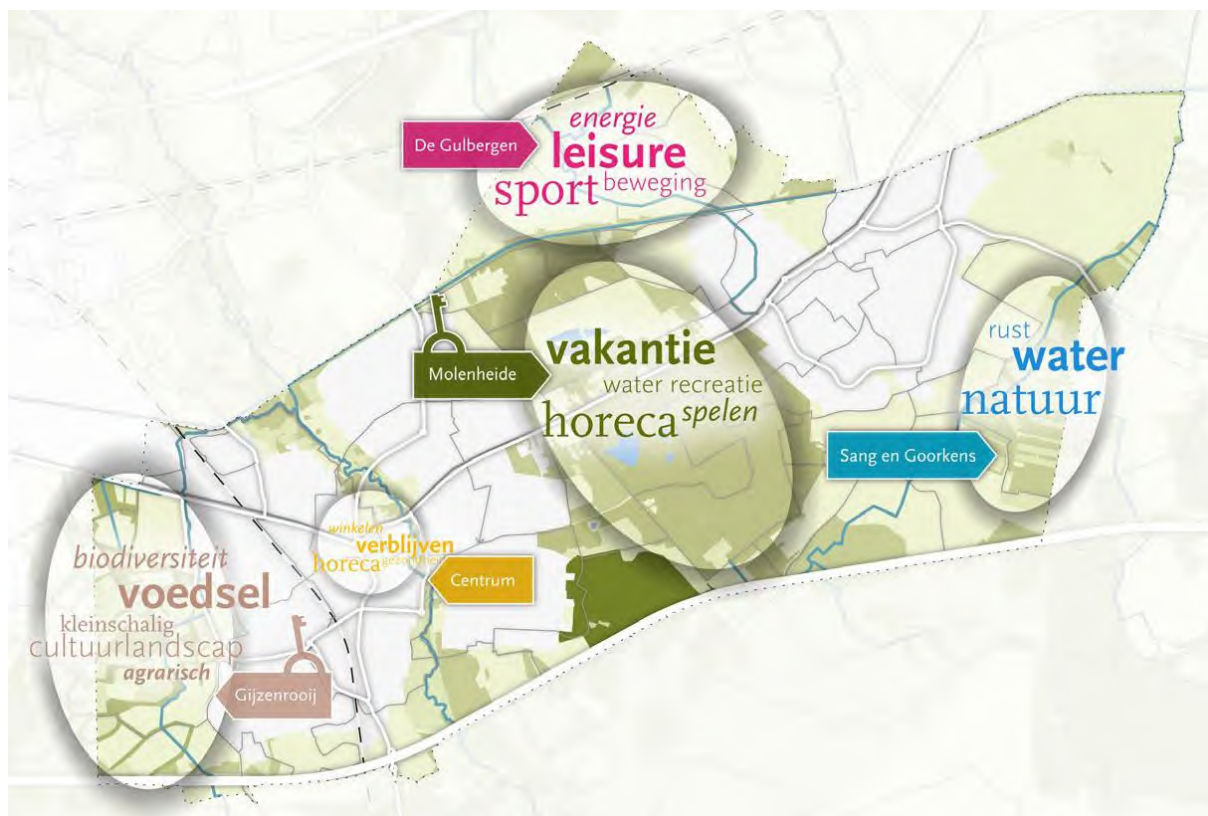 De Gulbergen
energie
leisure
sport beweging
Molenheide
vakantie
water recreatie
horeca spelen
rust
water
natuur
Sang en Goorkens
winkelen
verblijven
horeca gezondheid
Centrum
biodiversiteit
voedsel
kleinschalig
cultuurlandscap
agrarisch
Gijzenrooij